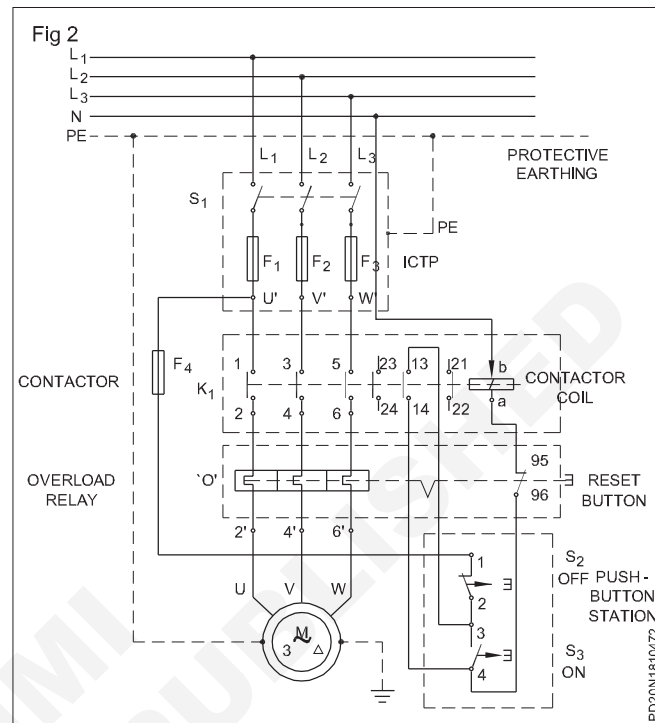 Fig 2
L1
L2
L3
N
PE
L1 L2 L3
PROTECTIVE
EARTHING
S1
PE
F1 F2 F3 ICTP
U' V' W'
F4
1 3 5 23 13 21 b
CONTACTOR K1 CONTACTOR
COIL
2 4 6 24 14 22 a
OVERLOAD
RELAY
`O'
95
96
RESET
BUTTON
2' 4' 6'
U V W
1 S2
OFF PUSH-
BUTTON
STATION
2
3
S3
ON
4
M
3 Δ
PD20N1810472
UBLISHED